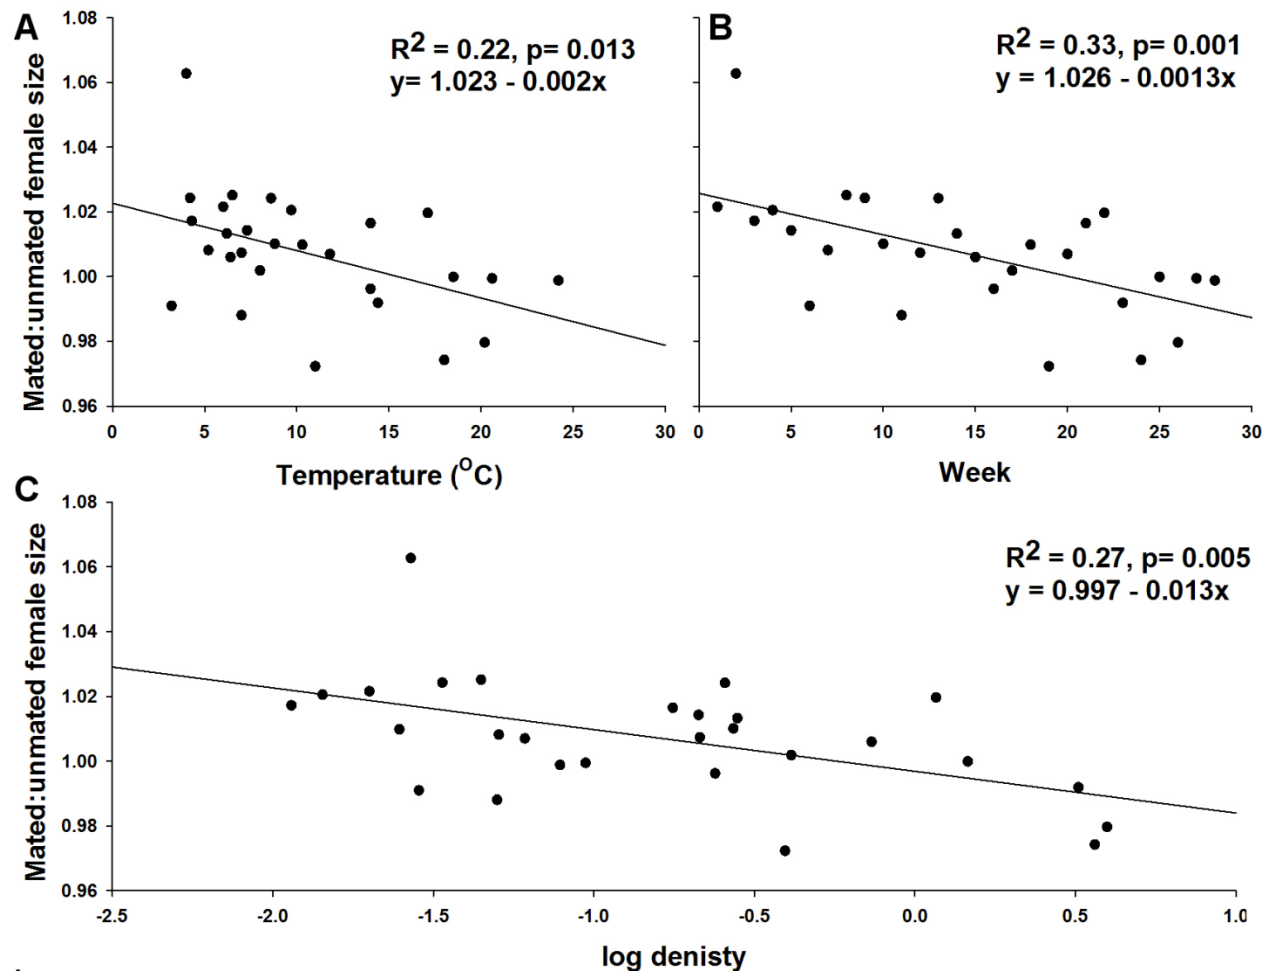 A
Mated:unmated female size
1.08
1.06
1.04
1.02
1.00
0.98
0.96
R2 = 0.22, p= 0.013
y= 1.023 - 0.002x
0 5 10 15 20 25 30
Temperature (OC)
B
R2 = 0.33, p= 0.001
y = 1.026 - 0.0013x
0 5 10 15 20 25 30
Week
C
Mated:unmated female size
1.08
1.06
1.04
1.02
1.00
0.98
0.96
R2 = 0.27, p= 0.005
y = 0.997 - 0.013x
-2.5 -2.0 -1.5 -1.0 -0.5 0.0 0.5 1.0
log denisty